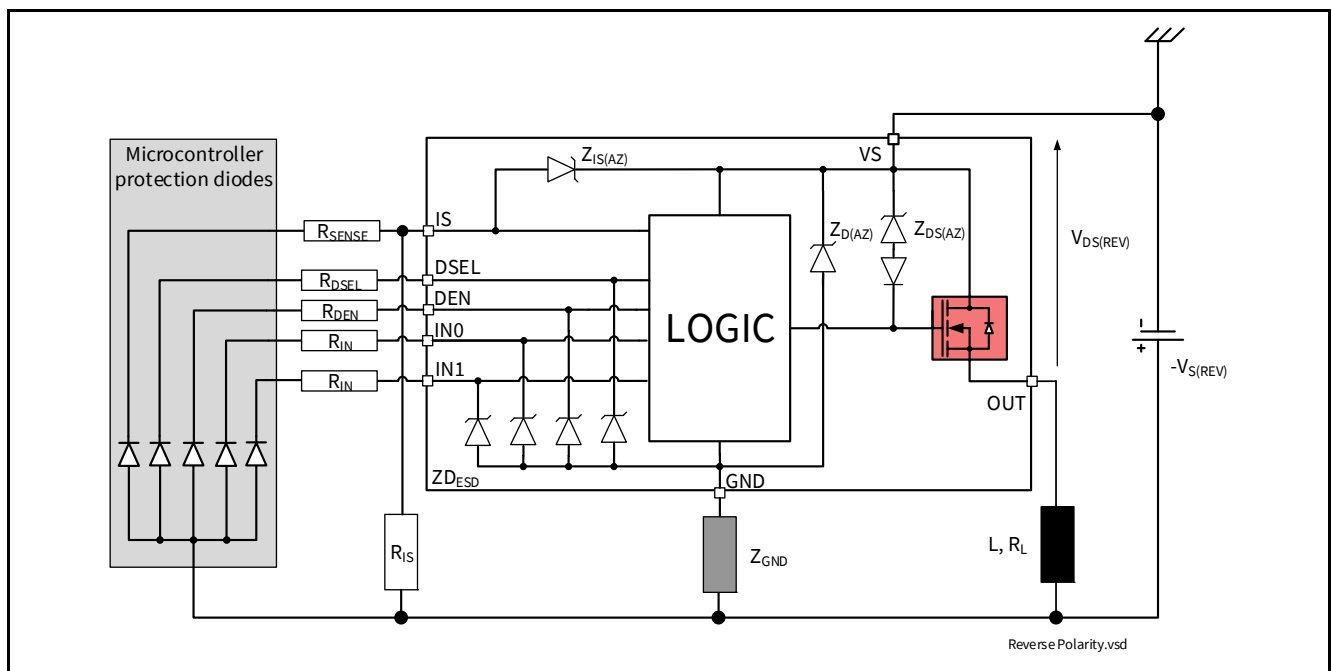 Microcontroller
protection diodes
Z_IS(AZ)
VS
R_SENSE
IS
Z_D(AZ)
Z_DS(AZ)
V_DS(REV)
R_DSEL
DSEL
R_DEN
DEN
LOGIC
R_IN
IN0
-
+
-V_S(REV)
R_IN
IN1
OUT
ZD_ESD
GND
R_IS
Z_GND
L, R_L
Reverse Polarity.vsd